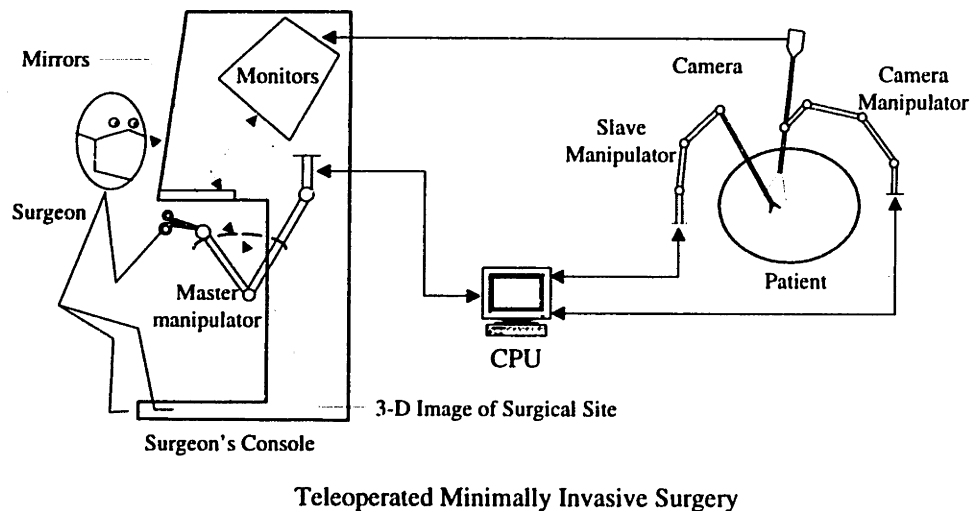 Mirrors
Monitors
Camera
Camera
Manipulator
Slave
Manipulator
Surgeon
Master
manipulator
Patient
CPU
3-D Image of Surgical Site
Surgeon's Console
Teleoperated Minimally Invasive Surgery